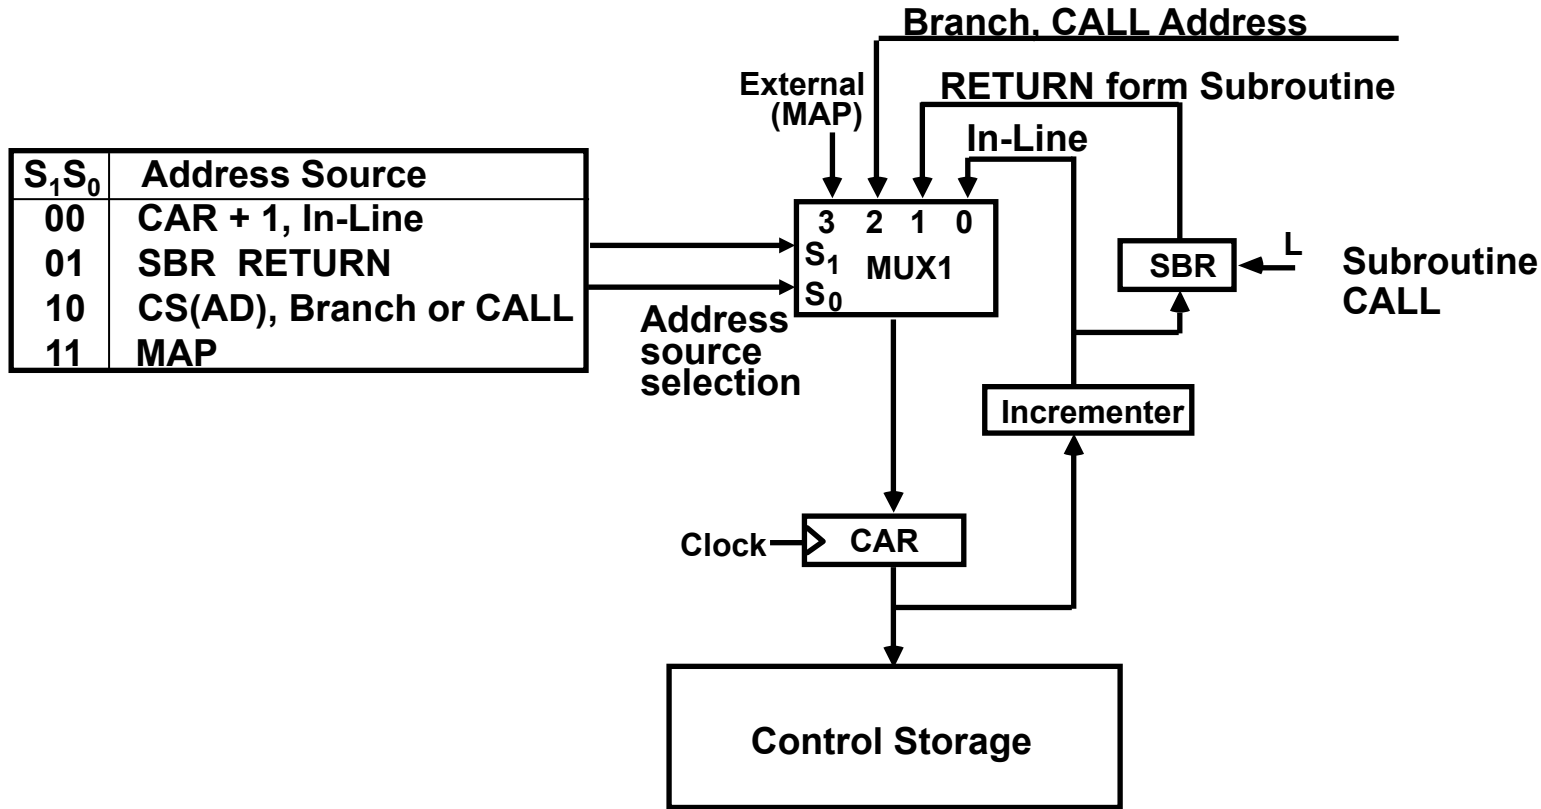 Branch, CALL Address
External
(MAP)
RETURN form Subroutine
In-Line
S₁S₀ Address Source
00 CAR + 1, In-Line
01 SBR RETURN
10 CS(AD), Branch or CALL
11 MAP
3 2 1 0
S₁
MUX1
S₀
SBR
L
Subroutine
CALL
Address
source
selection
Incrementer
Clock
CAR
Control Storage